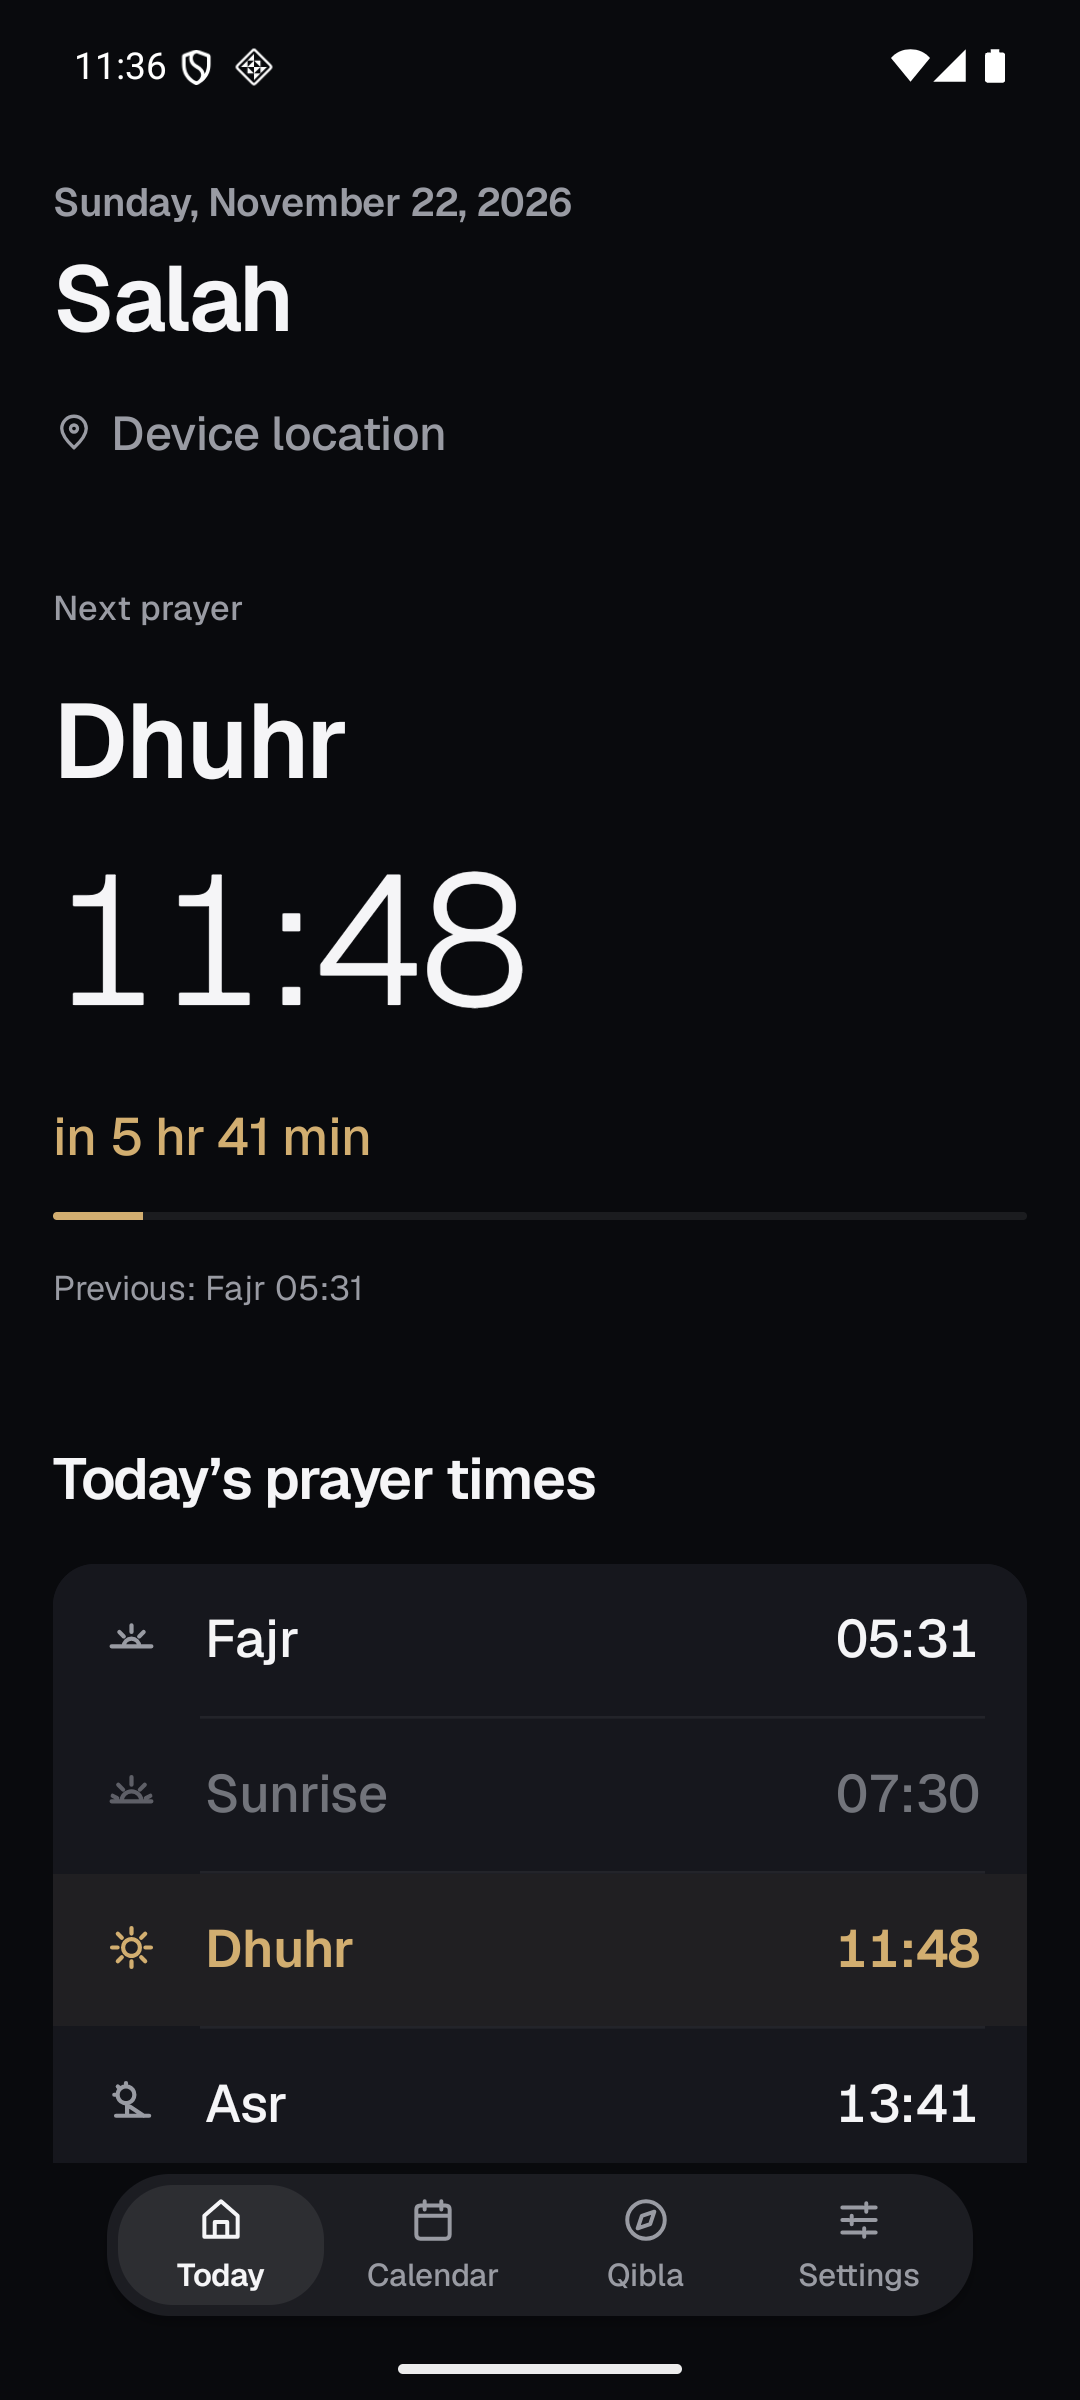 11:36
Sunday, November 22, 2026
Salah
Device location
Next prayer
Dhuhr
11:48
in 5 hr 41 min
Previous: Fajr 05:31
Today’s prayer times
Fajr 05:31
Sunrise 07:30
Dhuhr 11:48
Asr 13:41
Today Calendar Qibla Settings